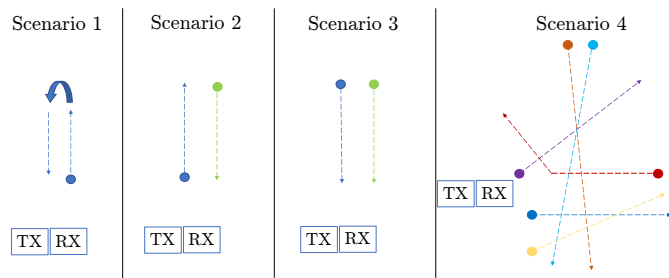 Scenario 1
Scenario 2
Scenario 3
Scenario 4
TX RX
TX RX
TX RX
TX RX